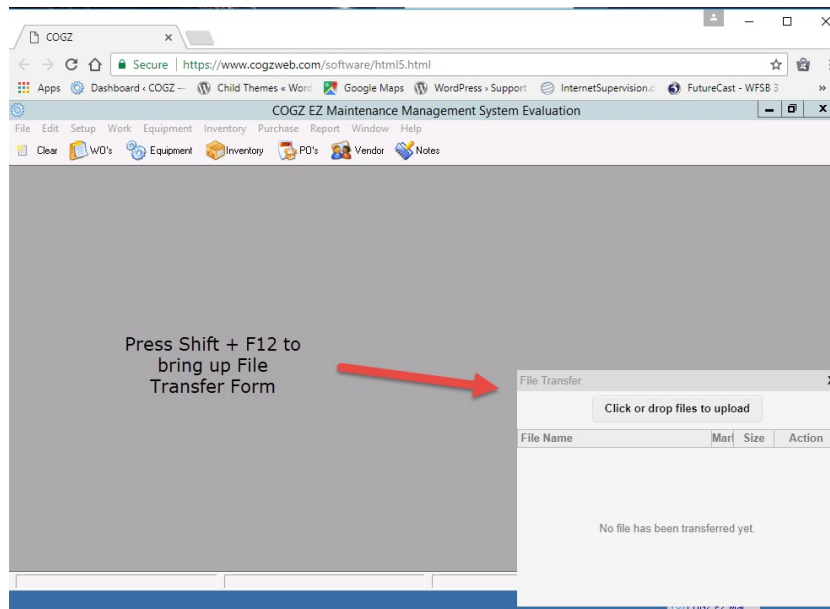 COGZ
Secure | https://www.cogzweb.com/software/html5.html
Apps Dashboard ‹ COGZ — Child Themes « Word Google Maps WordPress › Support InternetSupervision.c FutureCast - WFSB 3 »
COGZ EZ Maintenance Management System Evaluation
File Edit Setup Work Equipment Inventory Purchase Report Window Help
Clear WO's Equipment Inventory PO's Vendor Notes
Press Shift + F12 to
bring up File
Transfer Form
File Transfer
Click or drop files to upload
File Name Mar Size Action
No file has been transferred yet.